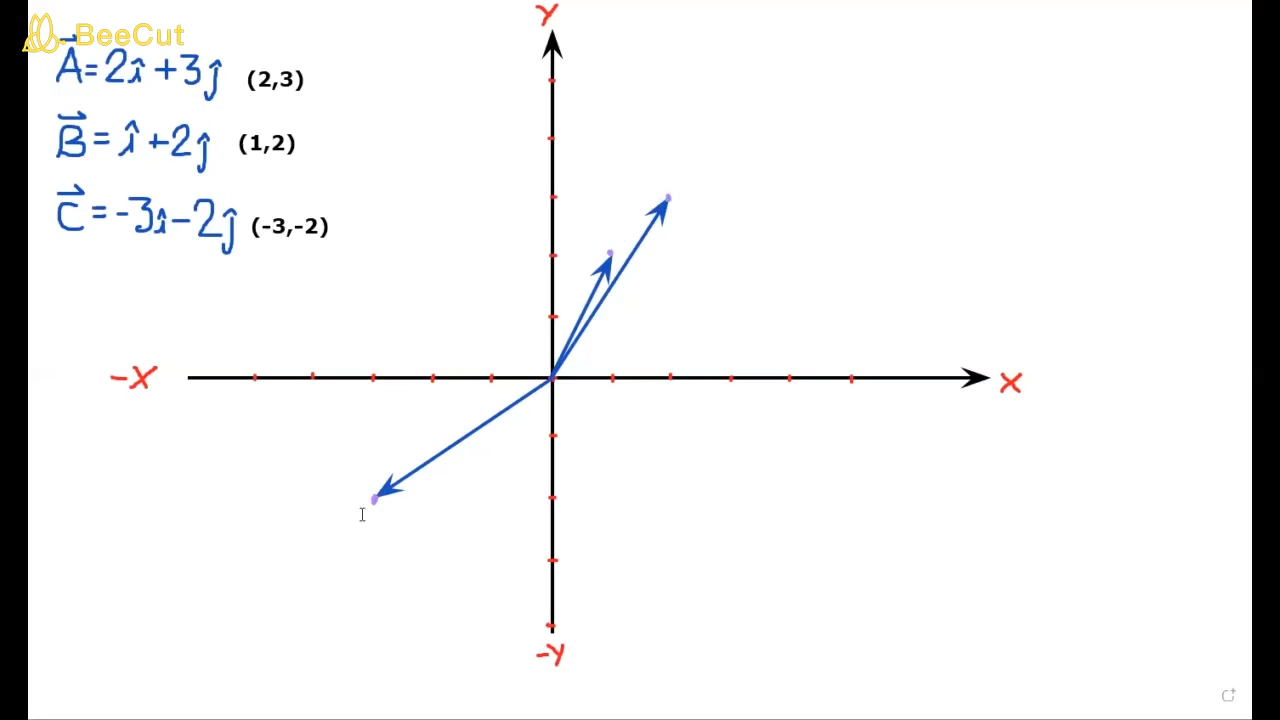 BeeCut
Y
A⃗=2î+3ĵ (2,3)
B⃗=î+2ĵ (1,2)
C⃗=-3î-2ĵ (-3,-2)
-X
X
-Y